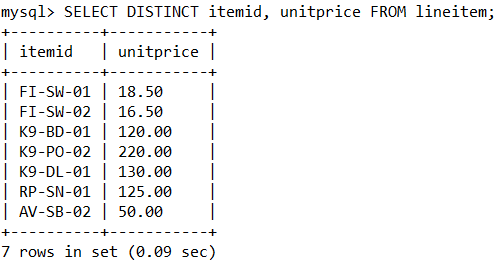 mysql> SELECT DISTINCT itemid, unitprice FROM lineitem;
+----------+-----------+
| itemid   | unitprice |
+----------+-----------+
| FI-SW-01 | 18.50     |
| FI-SW-02 | 16.50     |
| K9-BD-01 | 120.00    |
| K9-PO-02 | 220.00    |
| K9-DL-01 | 130.00    |
| RP-SN-01 | 125.00    |
| AV-SB-02 | 50.00     |
+----------+-----------+
7 rows in set (0.09 sec)